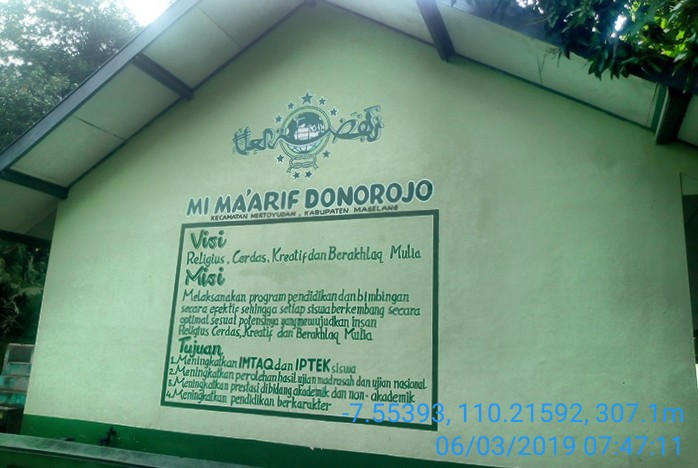 MI MA'ARIF DONOROJO
KECAMATAN MERTOYUDAN, KABUPATEN MAGELANG
Visi
Religius, Cerdas, Kreatif dan Berakhlaq Mulia
Misi
Melaksanakan program pendidikan dan bimbingan
secara efektif sehingga setiap siswa berkembang secara
optimal sesuai potensinya yang mewujudkan insan
Religius Cerdas, Kreatif dan Berakhlaq Mulia
Tujuan
1. Meningkatkan IMTAQ dan IPTEK siswa
2. Meningkatkan perolehan hasil ujian madrasah dan ujian nasional
3. Meningkatkan prestasi dibidang akademik dan non-akademik
4. Meningkatkan pendidikan berkarakter
-7.55393, 110.21592, 307.1m
06/03/2019 07:47:11